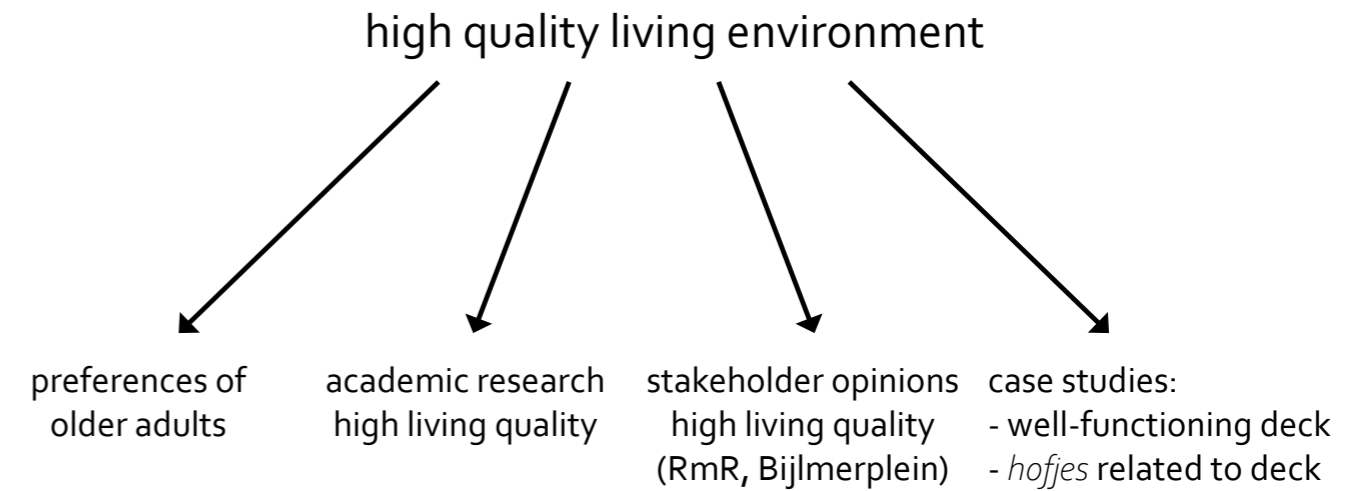 high quality living environment
preferences of
older adults
academic research
high living quality
stakeholder opinions
high living quality
(RmR, Bijlmerplein)
case studies:
- well-functioning deck
- hofjes related to deck